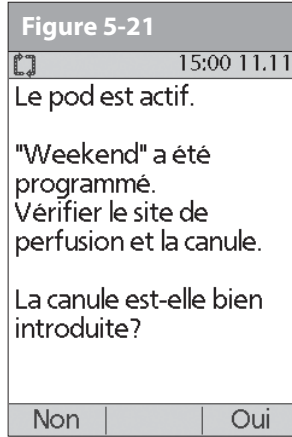 Figure 5-21
15:00 11.11
Le pod est actif.
"Weekend" a été
programmé.
Vérifier le site de
perfusion et la canule.
La canule est-elle bien
introduite?
Non Oui